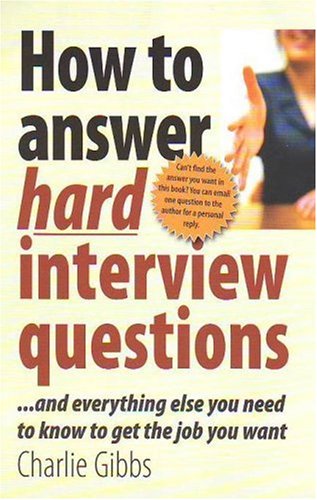 How to
answer
hard
interview
questions
Can't find the
answer you want in
this book? You can email
one question to the
author for a personal
reply.
...and everything else you need
to know to get the job you want
Charlie Gibbs